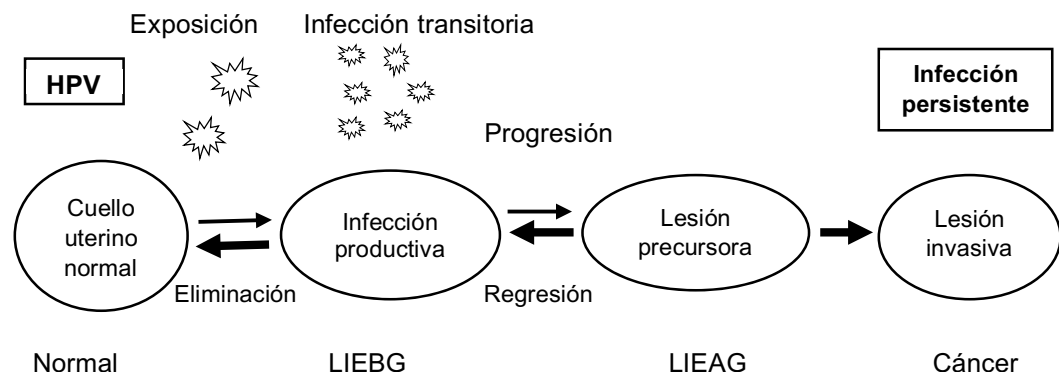 Exposición
Infección transitoria
HPV
Infección
persistente
Progresión
Cuello
uterino
normal
Infección
productiva
Lesión
precursora
Lesión
invasiva
Eliminación
Regresión
Normal
LIEBG
LIEAG
Cáncer